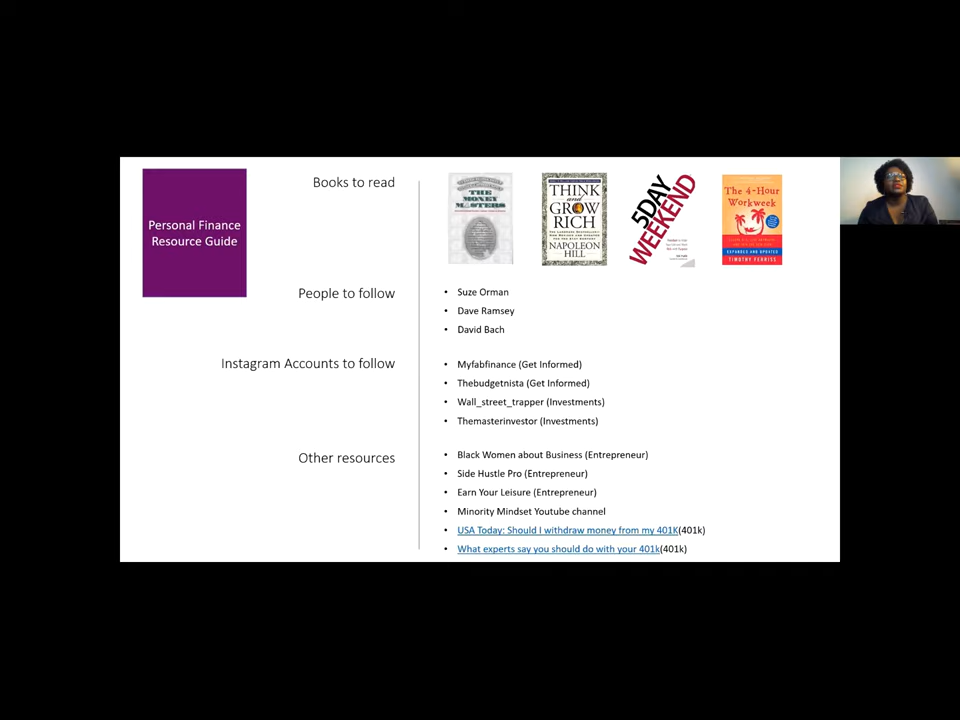 Personal Finance
Resource Guide
Books to read
THE
MONEY
MASTERS
THINK
and
GROW
RICH
NAPOLEON
HILL
5DAY
WEEKEND
The 4-Hour
Workweek
EXPANDED AND UPDATED
TIMOTHY FERRISS
People to follow
• Suze Orman
• Dave Ramsey
• David Bach
Instagram Accounts to follow
• Myfabfinance (Get Informed)
• Thebudgetnista (Get Informed)
• Wall_street_trapper (Investments)
• Themasterinvestor (Investments)
Other resources
• Black Women about Business (Entrepreneur)
• Side Hustle Pro (Entrepreneur)
• Earn Your Leisure (Entrepreneur)
• Minority Mindset Youtube channel
• USA Today: Should I withdraw money from my 401K(401k)
• What experts say you should do with your 401k(401k)